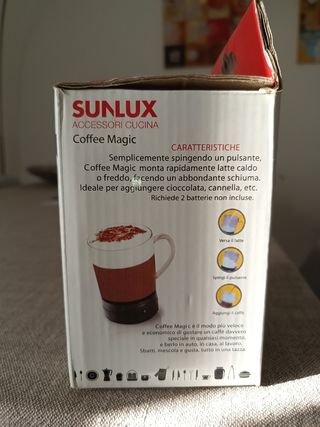 SUNLUX
ACCESSORI CUCINA
Coffee Magic
CARATTERISTICHE
Semplicemente spingendo un pulsante,
Coffee Magic monta rapidamente latte caldo
o freddo, facendo un abbondante schiuma.
Ideale per aggiungere cioccolata, cannella, etc.
Richiede 2 batterie non incluse.
Versa il latte
Spingi il pulsante
Aggiungi il caffè
Coffee Magic è il modo più veloce
e economico di gustare un caffè davvero
speciale in qualsiasi momento,
e berlo in auto, in casa, al lavoro.
Sbatti, mescola e gusta, tutto in una tazza.